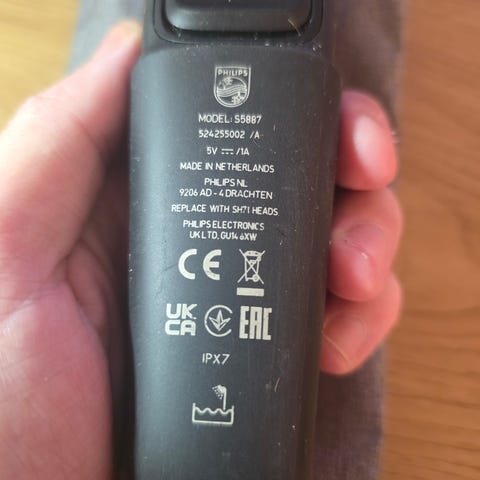 PHILIPS
MODEL: S5887
524255002 /A
5V ⎓ /1A
MADE IN NETHERLANDS
PHILIPS NL
9206 AD - 4 DRACHTEN
REPLACE WITH SH71 HEADS
PHILIPS ELECTRONICS
UK LTD, GU14 6XW
CE
UK
CA
EAC
IPX7